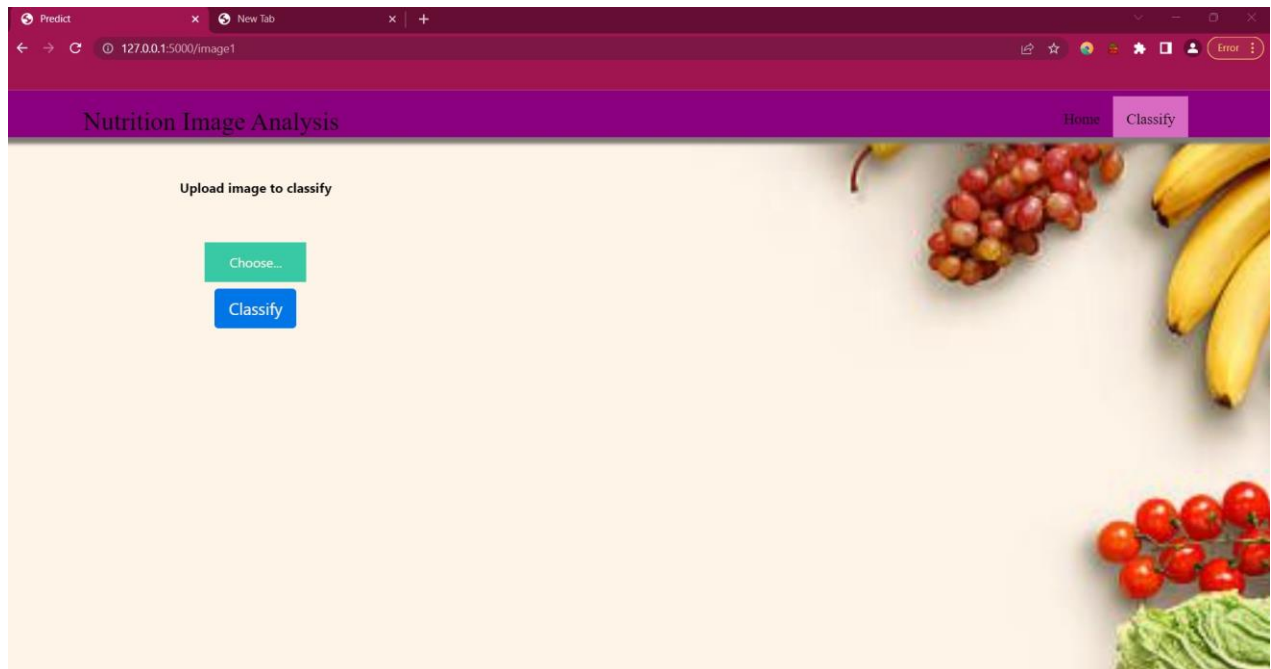 Predict
New Tab
127.0.0.1:5000/image1
Error
Nutrition Image Analysis
Home
Classify
Upload image to classify
Choose...
Classify